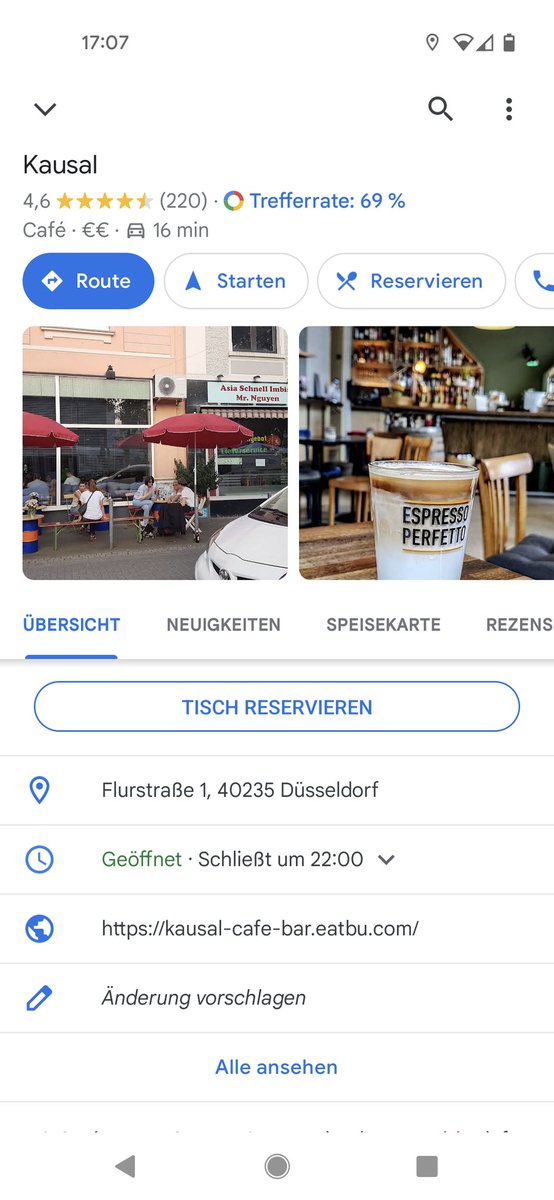 17:07
Kausal
4,6 (220) · Trefferrate: 69 %
Café · €€ · 16 min
Route
Starten
Reservieren
Asia Schnell Imbis
Mr. Nguyen
ESPRESSO
PERFETTO
ÜBERSICHT
NEUIGKEITEN
SPEISEKARTE
REZENS
TISCH RESERVIEREN
Flurstraße 1, 40235 Düsseldorf
Geöffnet · Schließt um 22:00
https://kausal-cafe-bar.eatbu.com/
Änderung vorschlagen
Alle ansehen